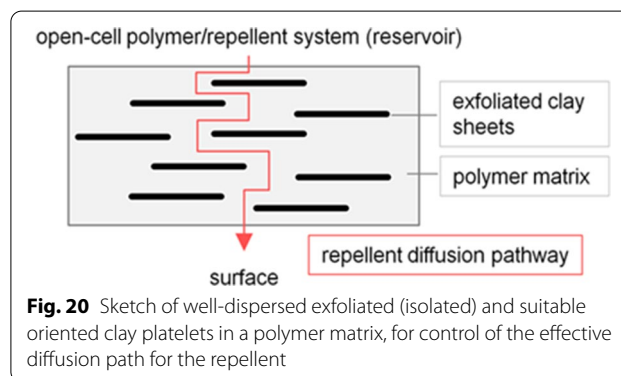 open-cell polymer/repellent system (reservoir)
exfoliated clay
sheets
polymer matrix
repellent diffusion pathway
surface
Fig. 20 Sketch of well-dispersed exfoliated (isolated) and suitable
oriented clay platelets in a polymer matrix, for control of the effective
diffusion path for the repellent